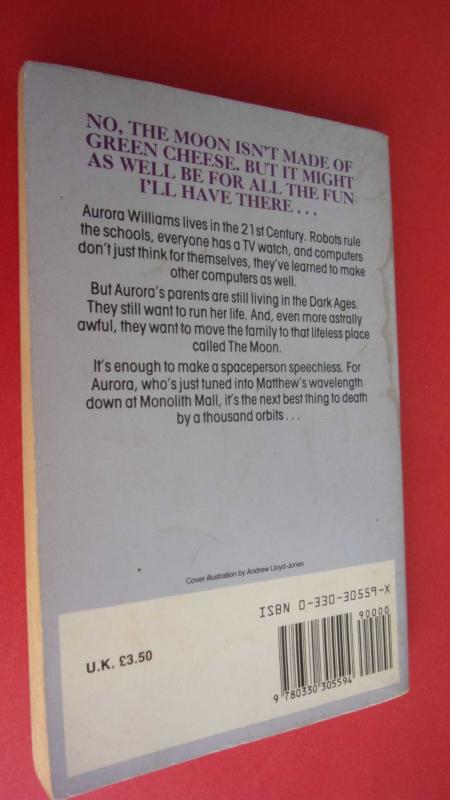 NO, THE MOON ISN'T MADE OF
GREEN CHEESE. BUT IT MIGHT
AS WELL BE FOR ALL THE FUN
I'LL HAVE THERE . . .
Aurora Williams lives in the 21st Century. Robots rule
the schools, everyone has a TV watch, and computers
don't just think for themselves, they've learned to make
other computers as well.
But Aurora's parents are still living in the Dark Ages.
They still want to run her life. And, even more astrally
awful, they want to move the family to that lifeless place
called The Moon.
It's enough to make a spaceperson speechless. For
Aurora, who's just tuned into Matthew's wavelength
down at Monolith Mall, it's the next best thing to death
by a thousand orbits . . .
Cover illustration by Andrew Lloyd-Jones
U.K. £3.50
ISBN 0-330-30559-X
90000
9 780330 305594